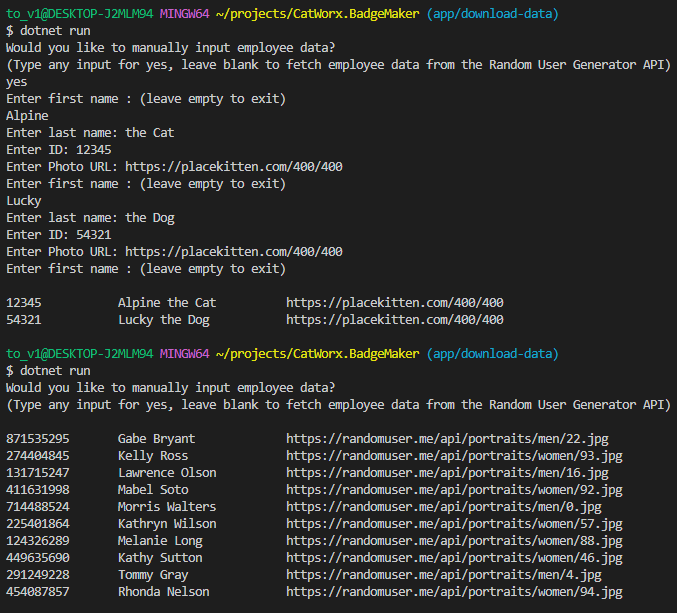 to_v1@DESKTOP-J2MLM94 MINGW64 ~/projects/CatWorx.BadgeMaker (app/download-data)
$ dotnet run
Would you like to manually input employee data?
(Type any input for yes, leave blank to fetch employee data from the Random User Generator API)
yes
Enter first name : (leave empty to exit)
Alpine
Enter last name: the Cat
Enter ID: 12345
Enter Photo URL: https://placekitten.com/400/400
Enter first name : (leave empty to exit)
Lucky
Enter last name: the Dog
Enter ID: 54321
Enter Photo URL: https://placekitten.com/400/400
Enter first name : (leave empty to exit)
12345 Alpine the Cat https://placekitten.com/400/400
54321 Lucky the Dog https://placekitten.com/400/400
to_v1@DESKTOP-J2MLM94 MINGW64 ~/projects/CatWorx.BadgeMaker (app/download-data)
$ dotnet run
Would you like to manually input employee data?
(Type any input for yes, leave blank to fetch employee data from the Random User Generator API)
871535295 Gabe Bryant https://randomuser.me/api/portraits/men/22.jpg
274404845 Kelly Ross https://randomuser.me/api/portraits/women/93.jpg
131715247 Lawrence Olson https://randomuser.me/api/portraits/men/16.jpg
411631998 Mabel Soto https://randomuser.me/api/portraits/women/92.jpg
714488524 Morris Walters https://randomuser.me/api/portraits/men/0.jpg
225401864 Kathryn Wilson https://randomuser.me/api/portraits/women/57.jpg
124326289 Melanie Long https://randomuser.me/api/portraits/women/88.jpg
449635690 Kathy Sutton https://randomuser.me/api/portraits/women/46.jpg
291249228 Tommy Gray https://randomuser.me/api/portraits/men/4.jpg
454087857 Rhonda Nelson https://randomuser.me/api/portraits/women/94.jpg